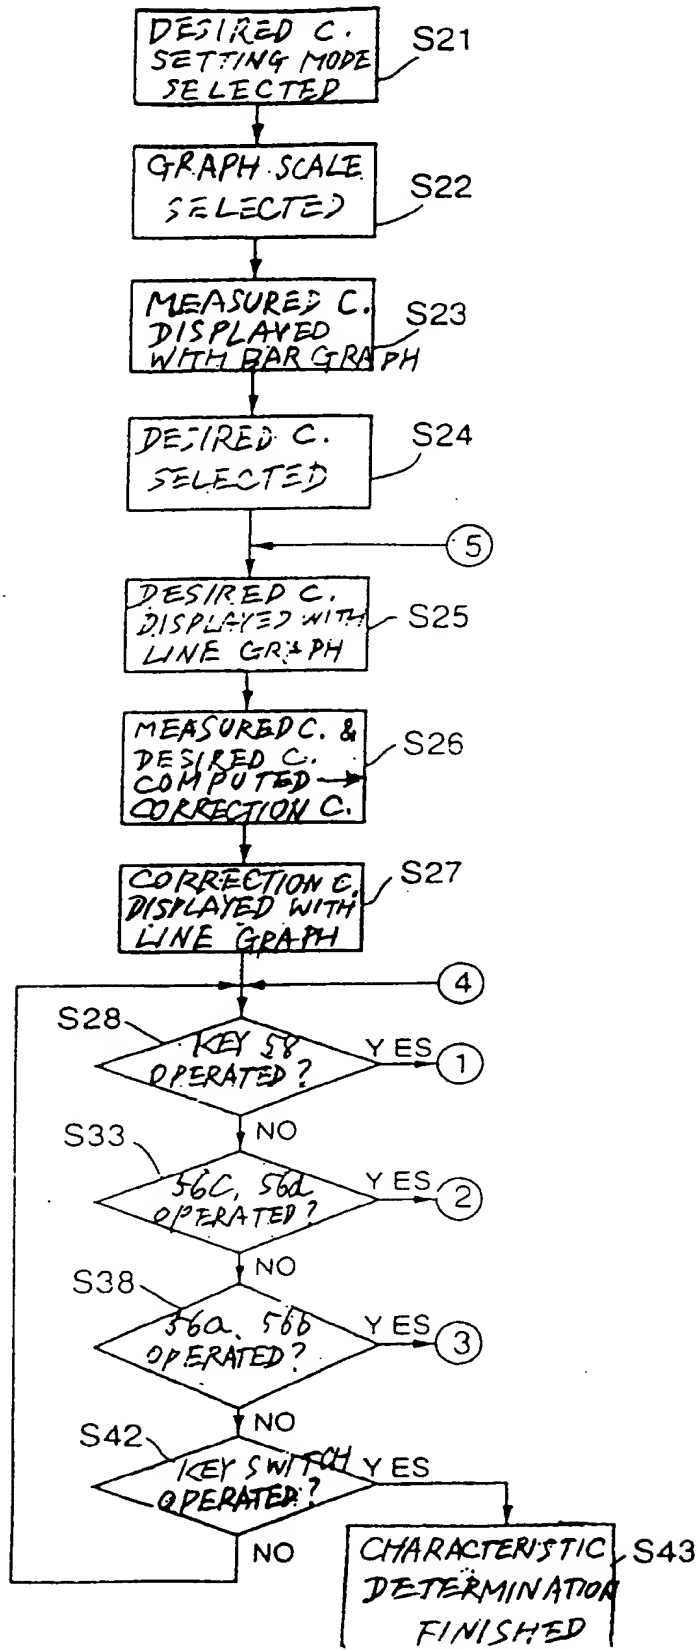 DESIRED C.
SETTING MODE
SELECTED
S21
GRAPH SCALE
SELECTED
S22
MEASURED C.
DISPLAYED
WITH BAR GRAPH
S23
DESIRED C.
SELECTED
S24
5
DESIRED C.
DISPLAYED WITH
LINE GRAPH
S25
MEASURED C. &
DESIRED C.
COMPUTED →
CORRECTION C.
S26
CORRECTION C.
DISPLAYED WITH
LINE GRAPH
S27
4
S28
KEY 58
OPERATED?
YES
1
NO
S33
56C, 56d
OPERATED?
YES
2
NO
S38
56a, 56b
OPERATED?
YES
3
NO
S42
KEY SWITCH
OPERATED?
YES
NO
CHARACTERISTIC
DETERMINATION
FINISHED
S43